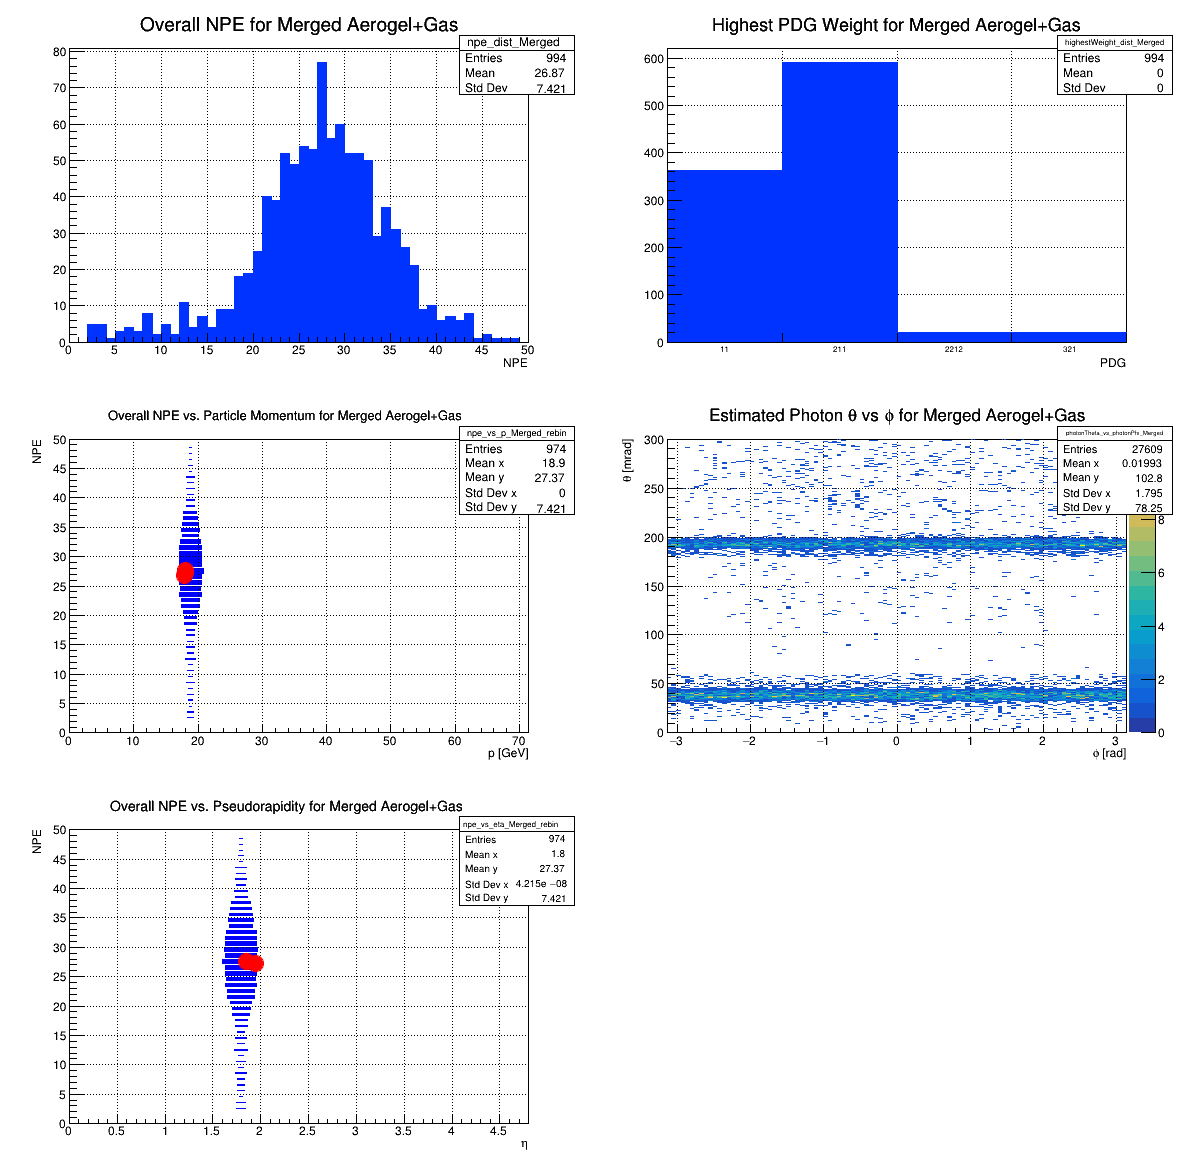 Overall NPE for Merged Aerogel+Gas
npe_dist_Merged
Entries 994
Mean 26.87
Std Dev 7.421
80
70
60
50
40
30
20
10
0
0 5 10 15 20 25 30 35 40 45 50
NPE
Highest PDG Weight for Merged Aerogel+Gas
highestWeight_dist_Merged
Entries 994
Mean 0
Std Dev 0
600
500
400
300
200
100
0
11 211 2212 321
PDG
Overall NPE vs. Particle Momentum for Merged Aerogel+Gas
npe_vs_p_Merged_rebin
Entries 974
Mean x 18.9
Mean y 27.37
Std Dev x 0
Std Dev y 7.421
NPE
50
45
40
35
30
25
20
15
10
5
0
0 10 20 30 40 50 60 70
p [GeV]
Estimated Photon θ vs ϕ for Merged Aerogel+Gas
photonTheta_vs_photonPhi_Merged
Entries 27609
Mean x 0.01993
Mean y 102.8
Std Dev x 1.795
Std Dev y 78.25
θ [mrad]
300
250
200
150
100
50
0
−3 −2 −1 0 1 2 3
ϕ [rad]
8
6
4
2
0
Overall NPE vs. Pseudorapidity for Merged Aerogel+Gas
npe_vs_eta_Merged_rebin
Entries 974
Mean x 1.8
Mean y 27.37
Std Dev x 4.215e −08
Std Dev y 7.421
NPE
50
45
40
35
30
25
20
15
10
5
0
0 0.5 1 1.5 2 2.5 3 3.5 4 4.5
η